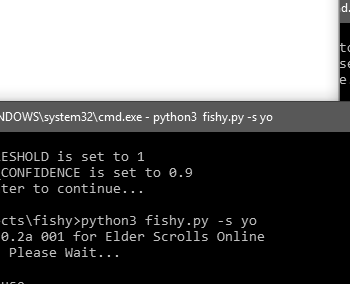 d.
to
se
e
NDOWS\system32\cmd.exe - python3 fishy.py -s yo
ESHOLD is set to 1
_CONFIDENCE is set to 0.9
ter to continue...
cts\fishy>python3 fishy.py -s yo
0.2a 001 for Elder Scrolls Online
Please Wait...